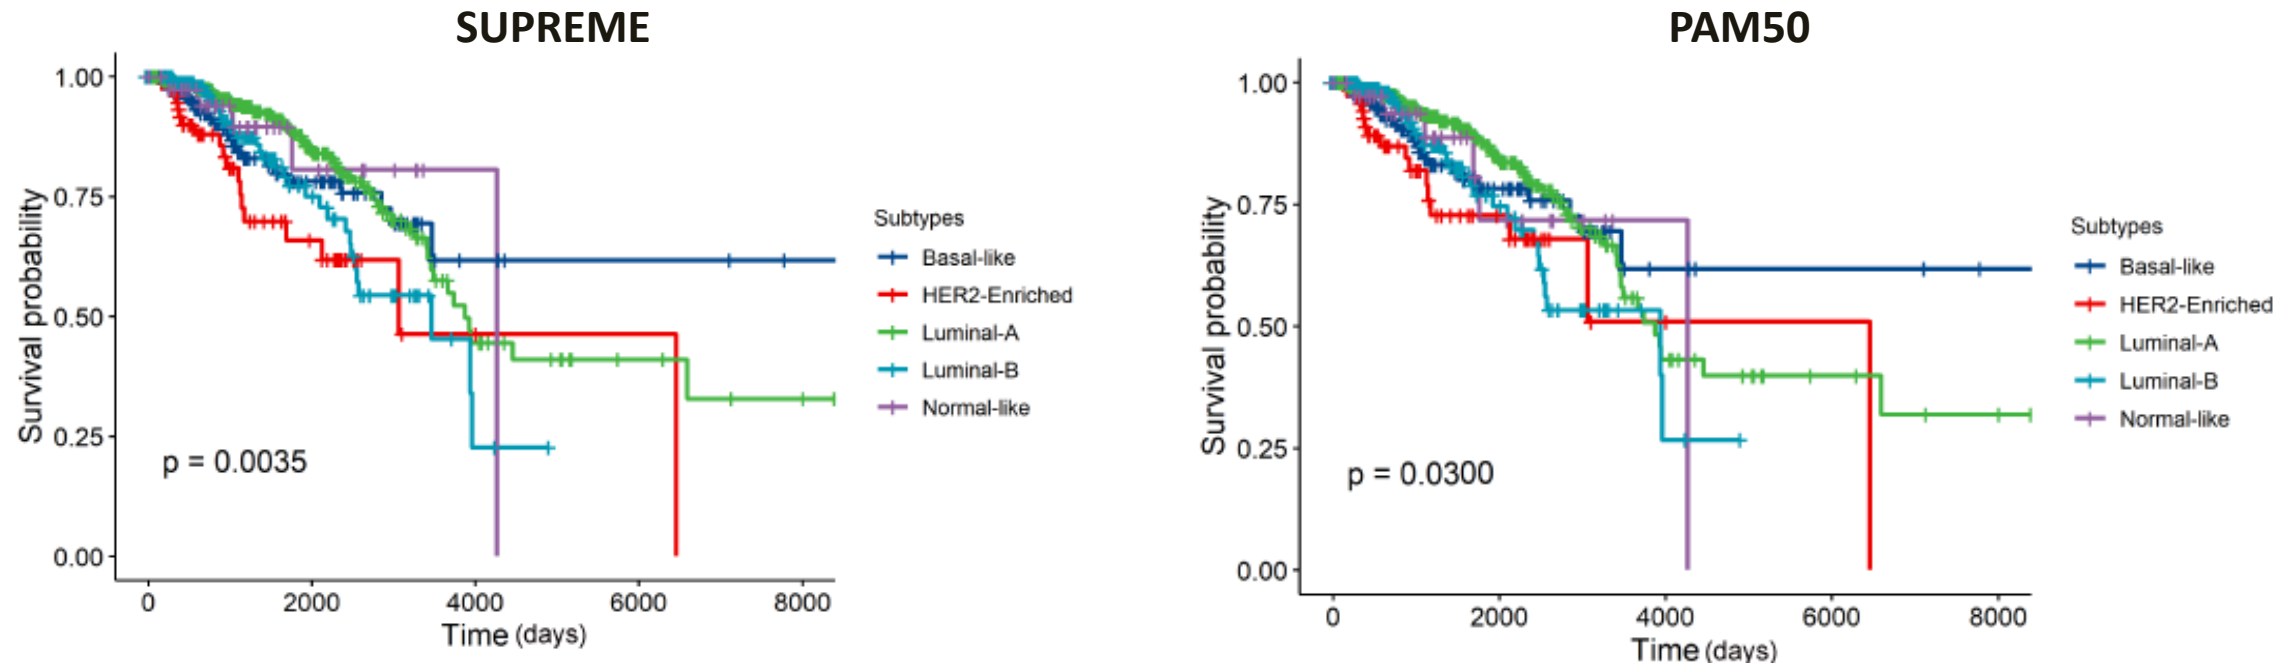 SUPREME
1.00
0.75
0.50
0.25
0.00
Survival probability
p = 0.0035
0 2000 4000 6000 8000
Time (days)
Subtypes
Basal-like
HER2-Enriched
Luminal-A
Luminal-B
Normal-like
PAM50
1.00
0.75
0.50
0.25
0.00
Survival probability
p = 0.0300
0 2000 4000 6000 8000
Time (days)
Subtypes
Basal-like
HER2-Enriched
Luminal-A
Luminal-B
Normal-like